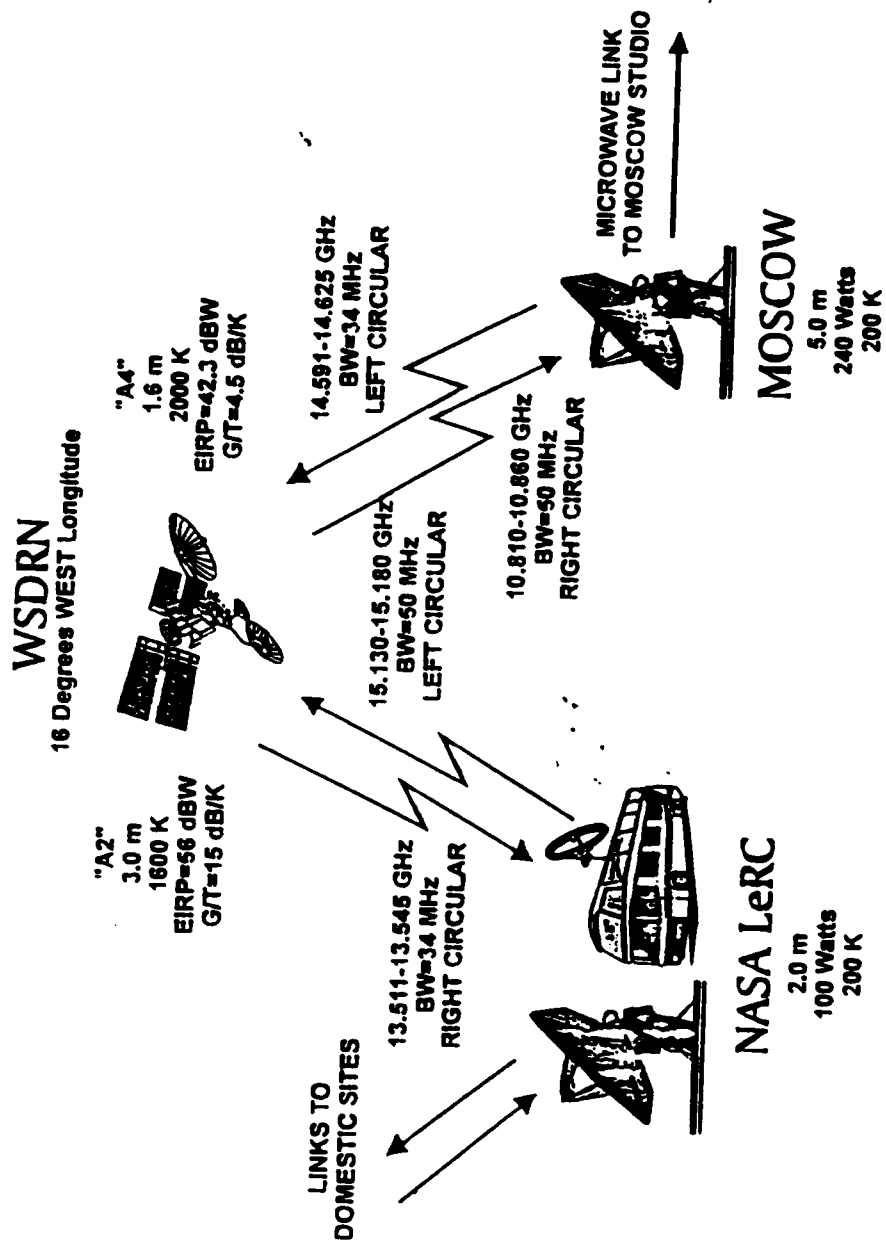 WSDRN
16 Degrees WEST Longitude
"A2"
3.0 m
1600 K
EIRP=56 dBW
G/T=15 dB/K
"A4"
1.6 m
2000 K
EIRP=42.3 dBW
G/T=4.5 dB/K
13.511-13.545 GHz
BW=34 MHz
RIGHT CIRCULAR
15.130-15.180 GHz
BW=50 MHz
LEFT CIRCULAR
14.591-14.625 GHz
BW=34 MHz
LEFT CIRCULAR
10.810-10.860 GHz
BW=50 MHz
RIGHT CIRCULAR
LINKS TO
DOMESTIC SITES
MICROWAVE LINK
TO MOSCOW STUDIO
NASA LeRC
2.0 m
100 Watts
200 K
MOSCOW
5.0 m
240 Watts
200 K